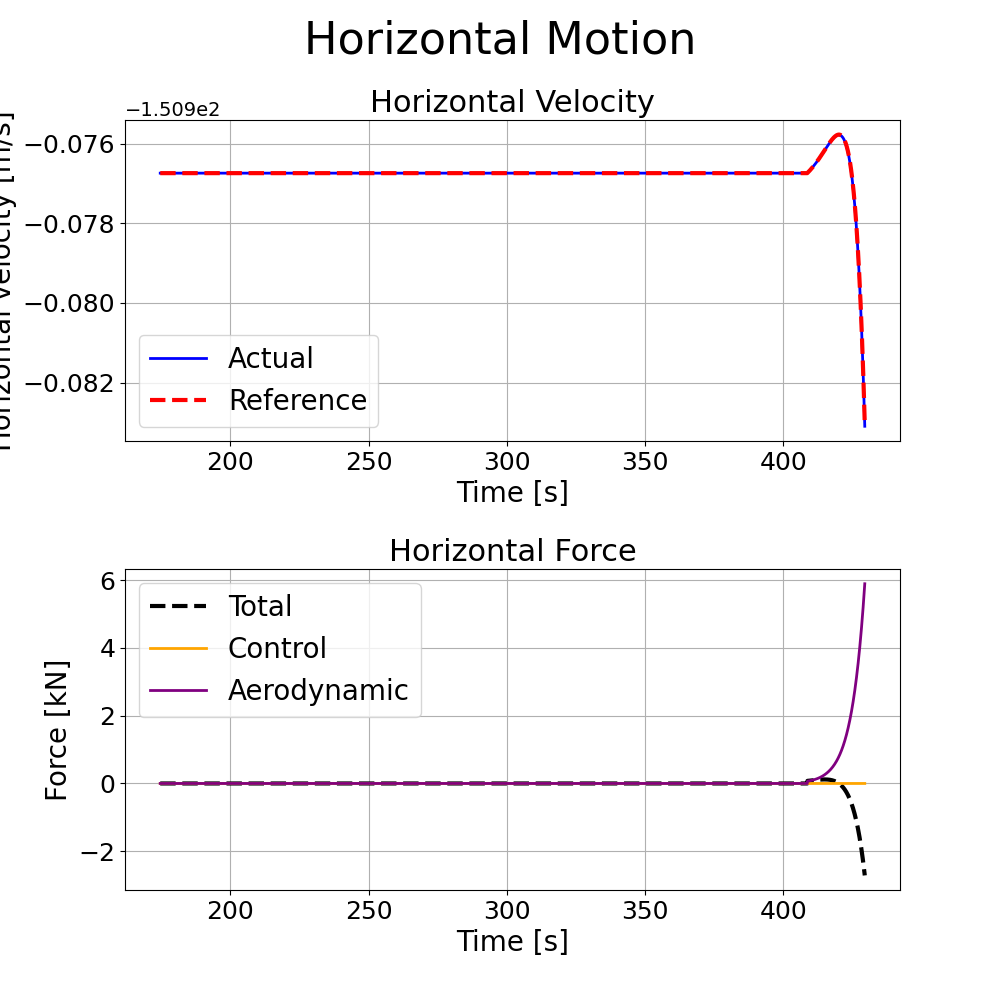 Horizontal Motion
Horizontal Velocity
−1.509e2
−0.076
−0.078
−0.080
−0.082
Horizontal Velocity [m/s]
Actual
Reference
200 250 300 350 400
Time [s]
Horizontal Force
6
4
2
0
−2
Force [kN]
Total
Control
Aerodynamic
200 250 300 350 400
Time [s]